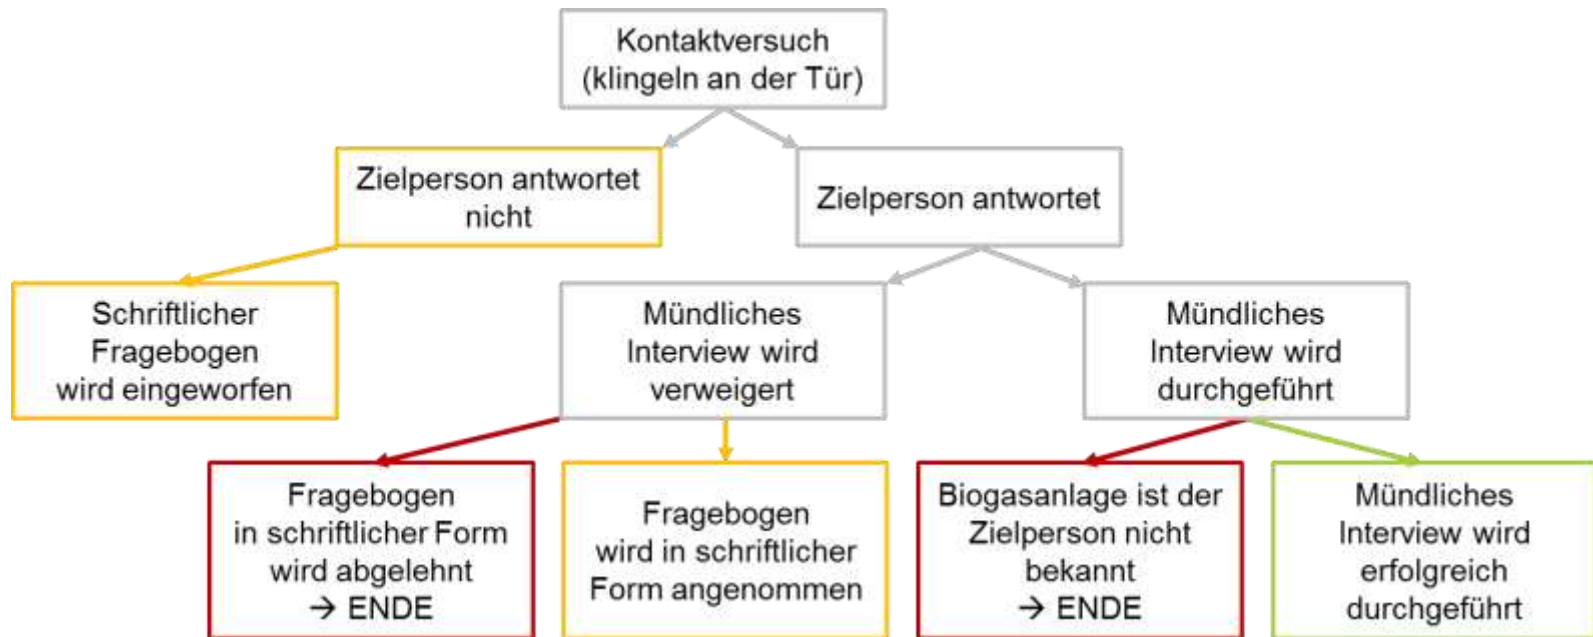 Kontaktversuch
(klingeln an der Tür)
Zielperson antwortet
nicht
Zielperson antwortet
Schriftlicher
Fragebogen
wird eingeworfen
Mündliches
Interview wird
verweigert
Mündliches
Interview wird
durchgeführt
Fragebogen
in schriftlicher Form
wird abgelehnt
→ ENDE
Fragebogen
wird in schriftlicher
Form angenommen
Biogasanlage ist der
Zielperson nicht
bekannt
→ ENDE
Mündliches
Interview wird
erfolgreich
durchgeführt